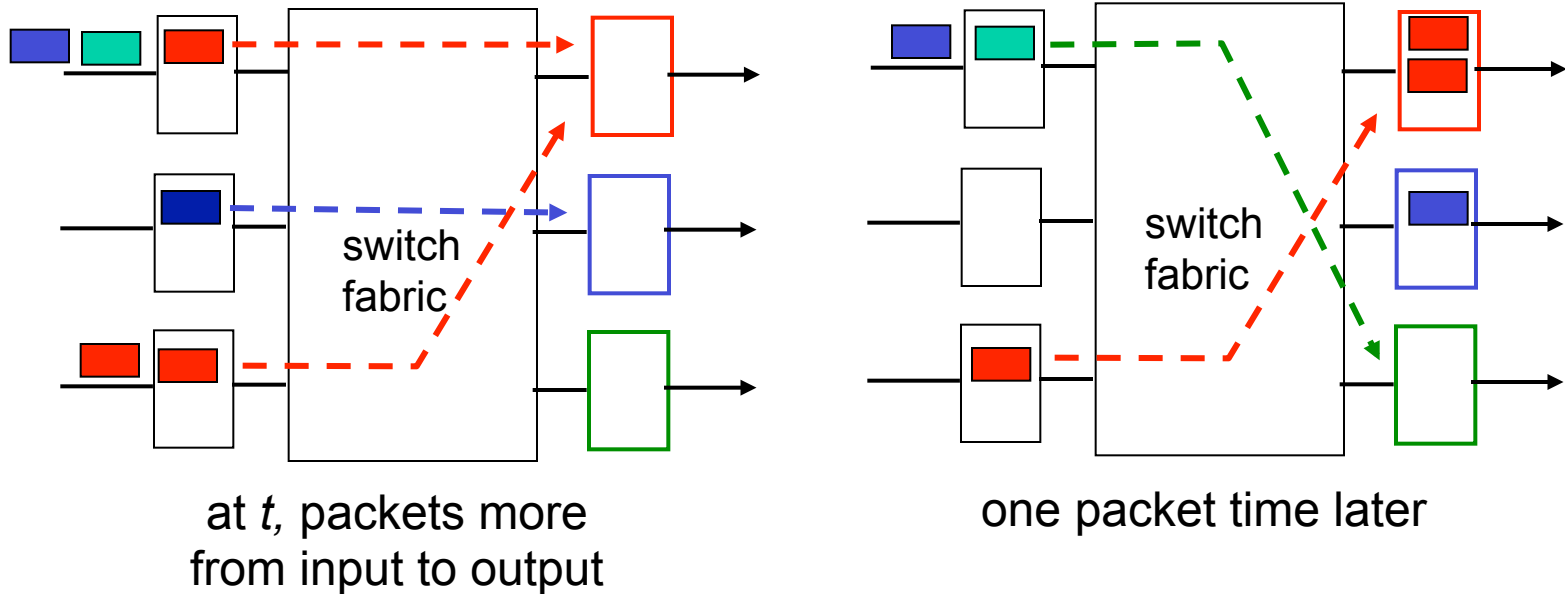 switch
fabric
switch
fabric
at t, packets more
from input to output
one packet time later